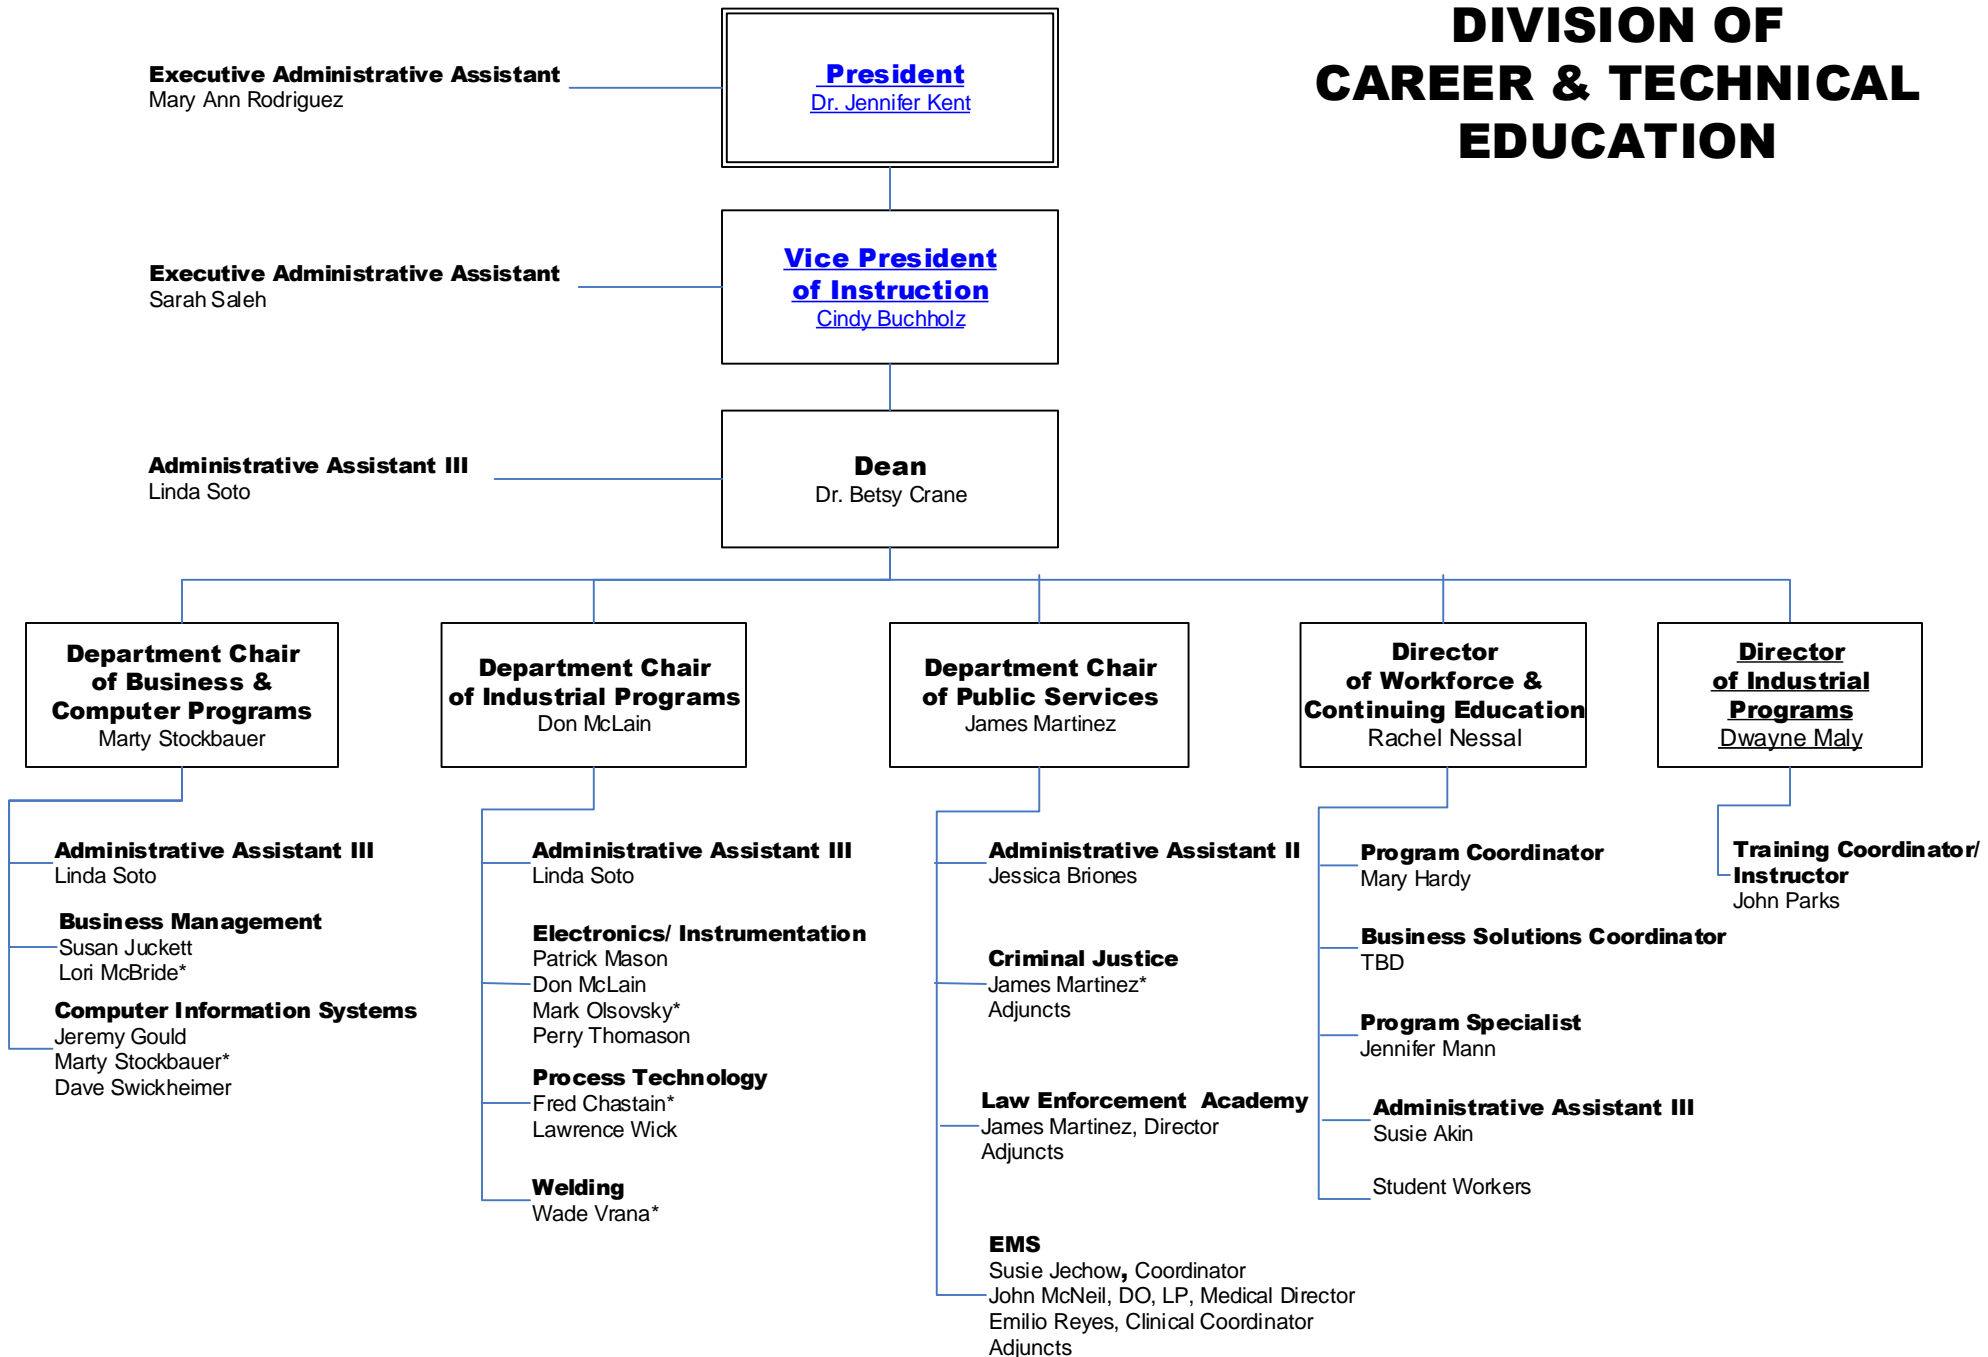 DIVISION OF
CAREER & TECHNICAL
EDUCATION
Executive Administrative Assistant
Mary Ann Rodriguez
President
Dr. Jennifer Kent
Executive Administrative Assistant
Sarah Saleh
Vice President
of Instruction
Cindy Buchholz
Administrative Assistant III
Linda Soto
Dean
Dr. Betsy Crane
Department Chair
of Business &
Computer Programs
Marty Stockbauer
Department Chair
of Industrial Programs
Don McLain
Department Chair
of Public Services
James Martinez
Director
of Workforce &
Continuing Education
Rachel Nessal
Director
of Industrial
Programs
Dwayne Maly
Administrative Assistant III
Linda Soto
Business Management
Susan Juckett
Lori McBride*
Computer Information Systems
Jeremy Gould
Marty Stockbauer*
Dave Swickheimer
Administrative Assistant III
Linda Soto
Electronics/ Instrumentation
Patrick Mason
Don McLain
Mark Olsovsky*
Perry Thomason
Process Technology
Fred Chastain*
Lawrence Wick
Welding
Wade Vrana*
Administrative Assistant II
Jessica Briones
Criminal Justice
James Martinez*
Adjuncts
Law Enforcement Academy
James Martinez, Director
Adjuncts
EMS
Susie Jechow, Coordinator
John McNeil, DO, LP, Medical Director
Emilio Reyes, Clinical Coordinator
Adjuncts
Program Coordinator
Mary Hardy
Business Solutions Coordinator
TBD
Program Specialist
Jennifer Mann
Administrative Assistant III
Susie Akin
Student Workers
Training Coordinator/
Instructor
John Parks